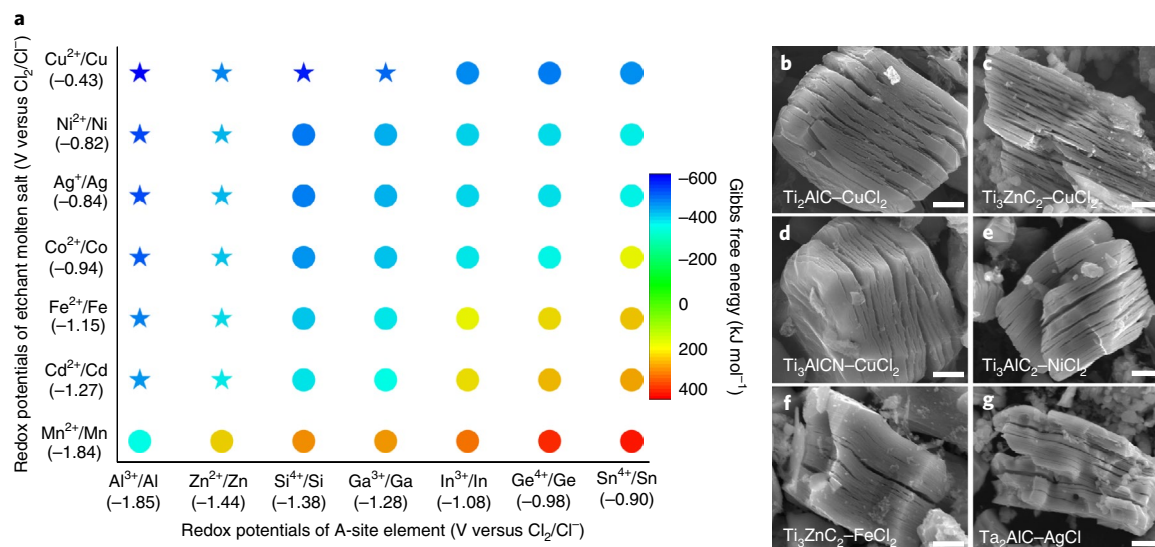 a
Redox potentials of etchant molten salt (V versus Cl₂/Cl⁻)
Cu²⁺/Cu
(−0.43)
Ni²⁺/Ni
(−0.82)
Ag⁺/Ag
(−0.84)
Co²⁺/Co
(−0.94)
Fe²⁺/Fe
(−1.15)
Cd²⁺/Cd
(−1.27)
Mn²⁺/Mn
(−1.84)
Al³⁺/Al Zn²⁺/Zn Si⁴⁺/Si Ga³⁺/Ga In³⁺/In Ge⁴⁺/Ge Sn⁴⁺/Sn
(−1.85) (−1.44) (−1.38) (−1.28) (−1.08) (−0.98) (−0.90)
Redox potentials of A-site element (V versus Cl₂/Cl⁻)
−600
−400
−200
0
200
400
Gibbs free energy (kJ mol⁻¹)
b
Ti₂AlC–CuCl₂
c
Ti₃ZnC₂–CuCl₂
d
Ti₃AlCN–CuCl₂
e
Ti₃AlC₂–NiCl₂
f
Ti₃ZnC₂–FeCl₂
g
Ta₂AlC–AgCl